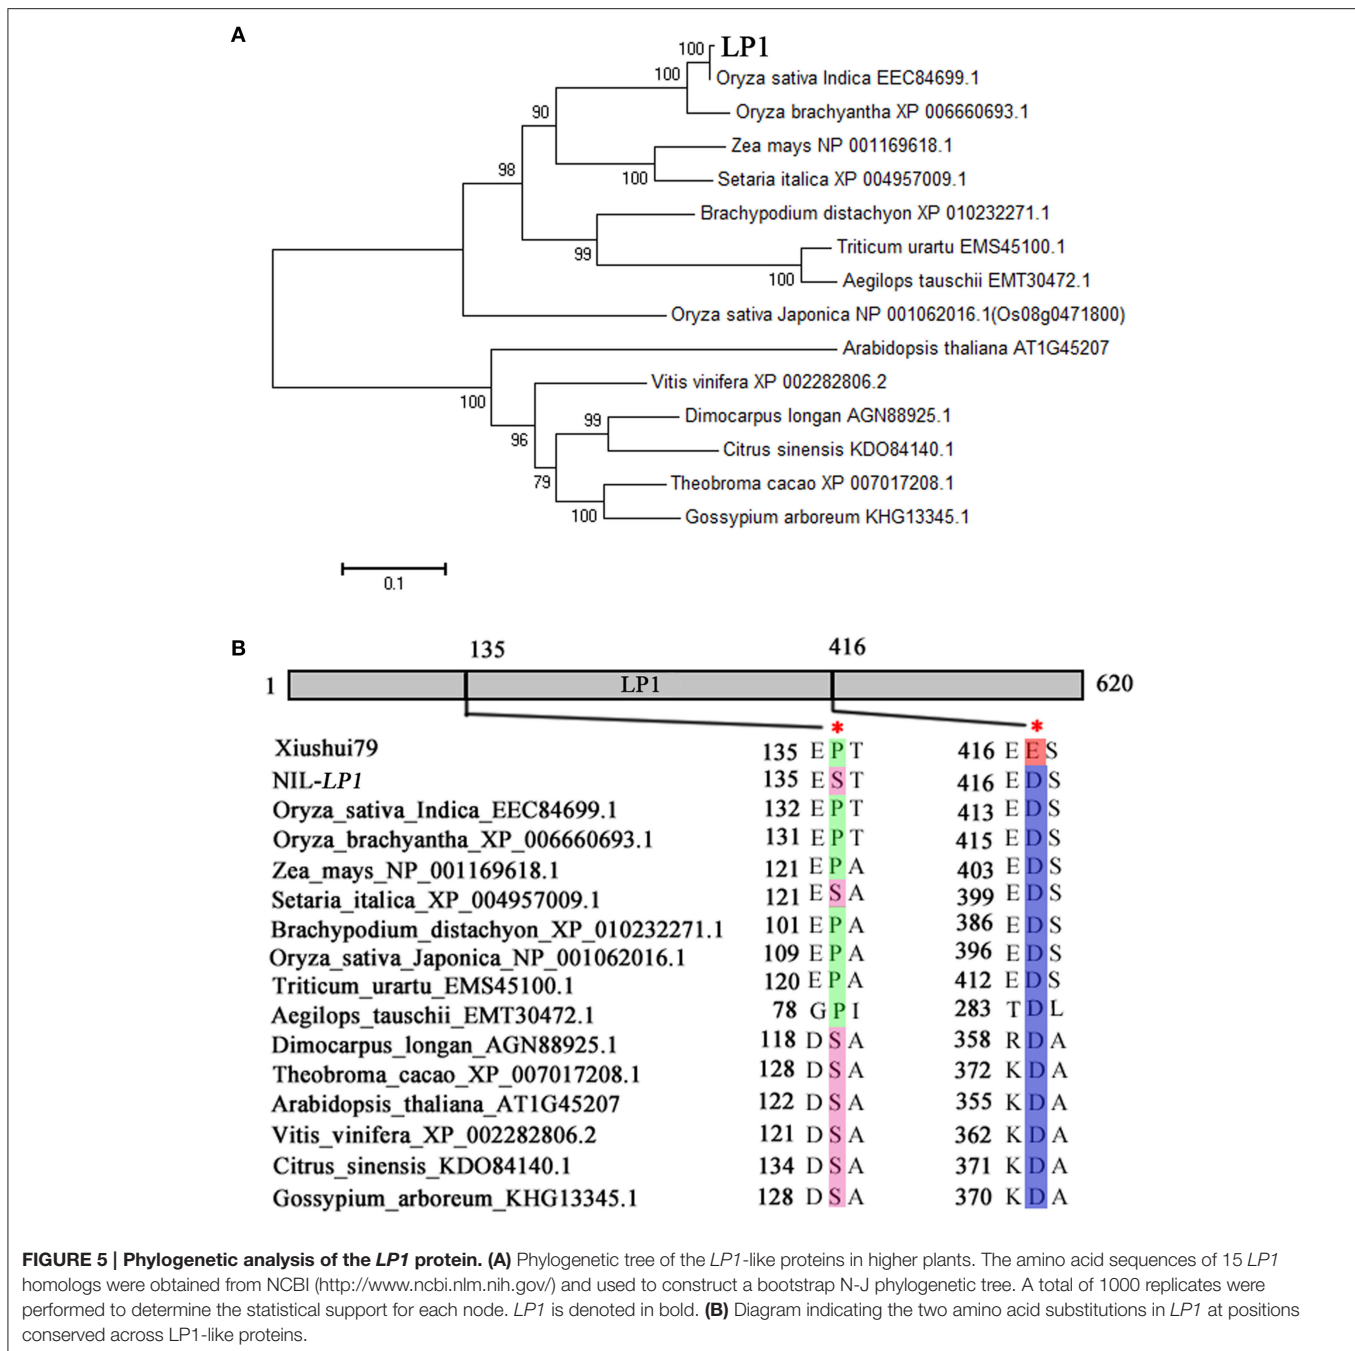 A
100 LP1
100 Oryza sativa Indica EEC84699.1
90 Oryza brachyantha XP 006660693.1
Zea mays NP 001169618.1
98 100 Setaria italica XP 004957009.1
Brachypodium distachyon XP 010232271.1
99 Triticum urartu EMS45100.1
100 Aegilops tauschii EMT30472.1
Oryza sativa Japonica NP 001062016.1(Os08g0471800)
Arabidopsis thaliana AT1G45207
100 Vitis vinifera XP 002282806.2
99 Dimocarpus longan AGN88925.1
96 Citrus sinensis KDO84140.1
79 Theobroma cacao XP 007017208.1
100 Gossypium arboreum KHG13345.1
0.1
B
135 416
1 LP1 620
* *
Xiushui79 135 E P T 416 E E S
NIL-LP1 135 E S T 416 E D S
Oryza_sativa_Indica_EEC84699.1 132 E P T 413 E D S
Oryza_brachyantha_XP_006660693.1 131 E P T 415 E D S
Zea_mays_NP_001169618.1 121 E P A 403 E D S
Setaria_italica_XP_004957009.1 121 E S A 399 E D S
Brachypodium_distachyon_XP_010232271.1 101 E P A 386 E D S
Oryza_sativa_Japonica_NP_001062016.1 109 E P A 396 E D S
Triticum_urartu_EMS45100.1 120 E P A 412 E D S
Aegilops_tauschii_EMT30472.1 78 G P I 283 T D L
Dimocarpus_longan_AGN88925.1 118 D S A 358 R D A
Theobroma_cacao_XP_007017208.1 128 D S A 372 K D A
Arabidopsis_thaliana_AT1G45207 122 D S A 355 K D A
Vitis_vinifera_XP_002282806.2 121 D S A 362 K D A
Citrus_sinensis_KDO84140.1 134 D S A 371 K D A
Gossypium_arboreum_KHG13345.1 128 D S A 370 K D A
FIGURE 5 | Phylogenetic analysis of the LP1 protein. (A) Phylogenetic tree of the LP1-like proteins in higher plants. The amino acid sequences of 15 LP1
homologs were obtained from NCBI (http://www.ncbi.nlm.nih.gov/) and used to construct a bootstrap N-J phylogenetic tree. A total of 1000 replicates were
performed to determine the statistical support for each node. LP1 is denoted in bold. (B) Diagram indicating the two amino acid substitutions in LP1 at positions
conserved across LP1-like proteins.